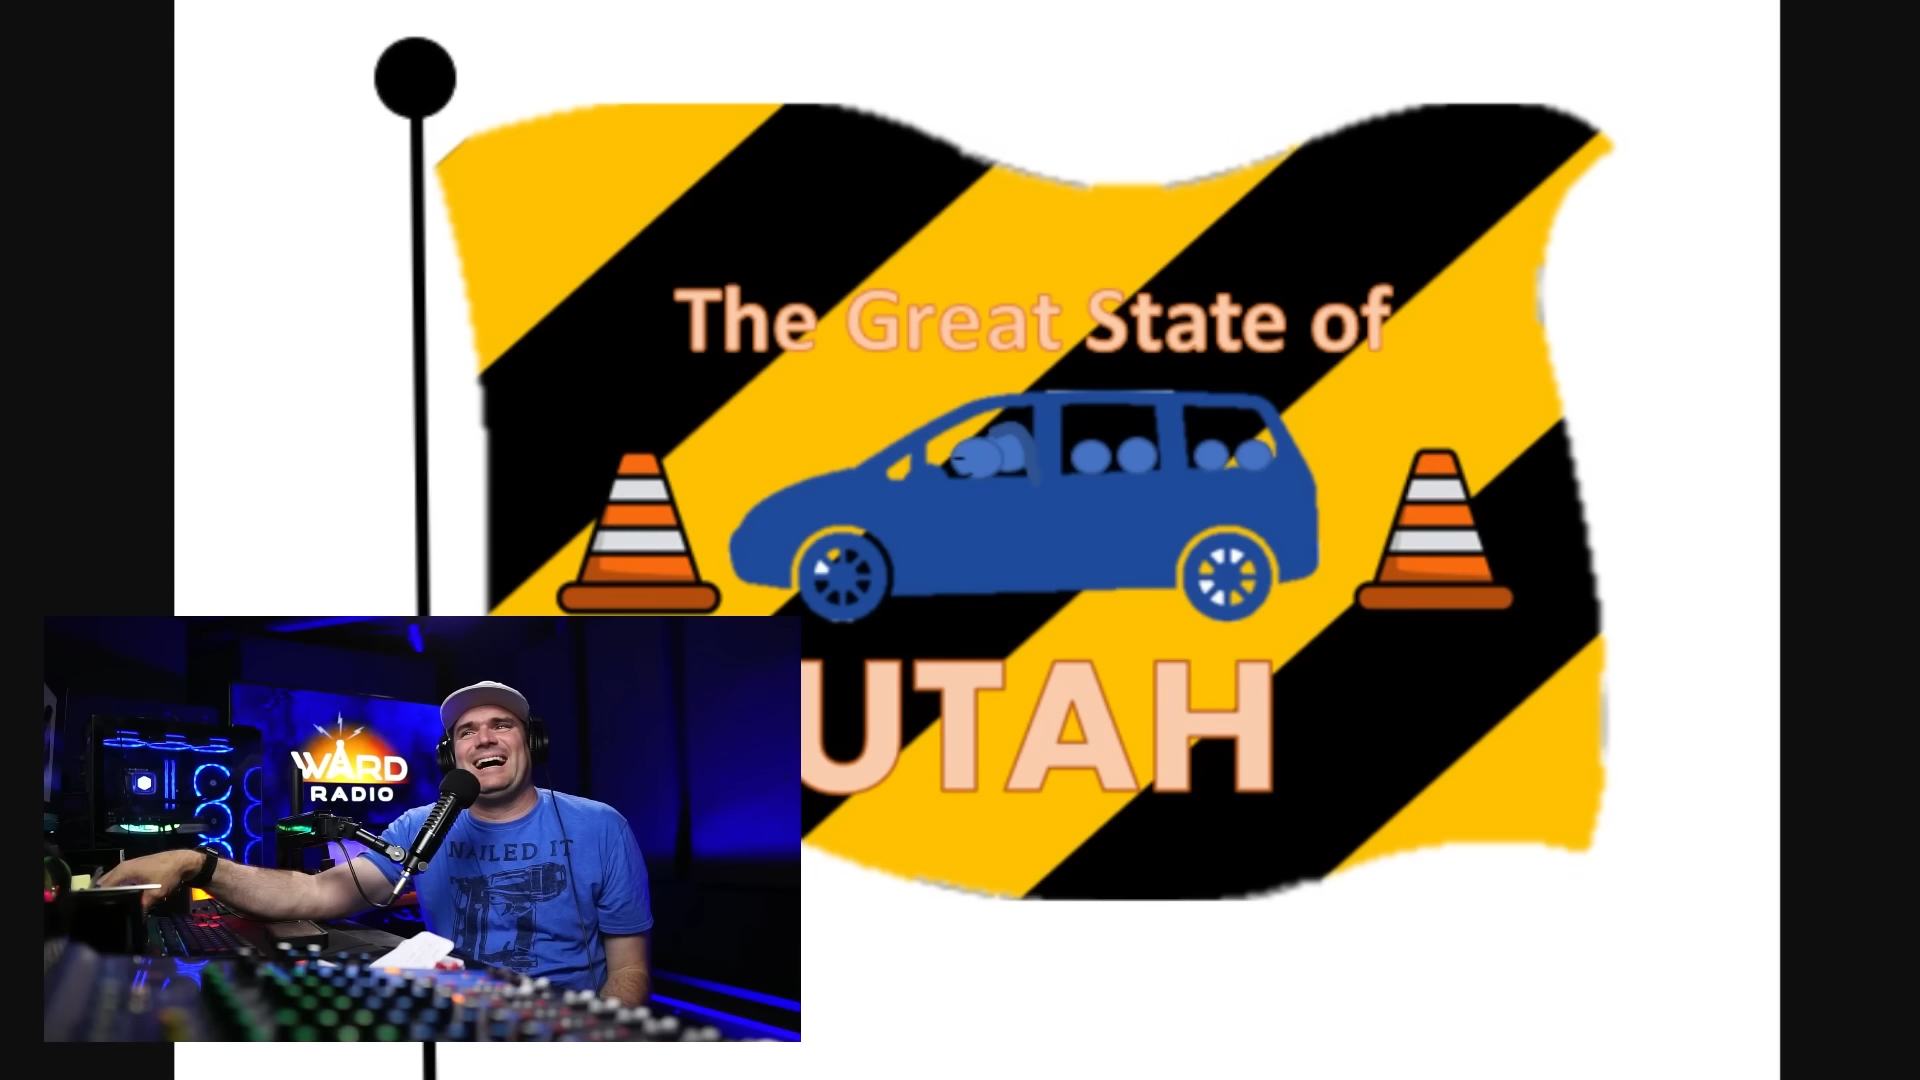 The Great State of
UTAH
WARD
RADIO
NAILED IT